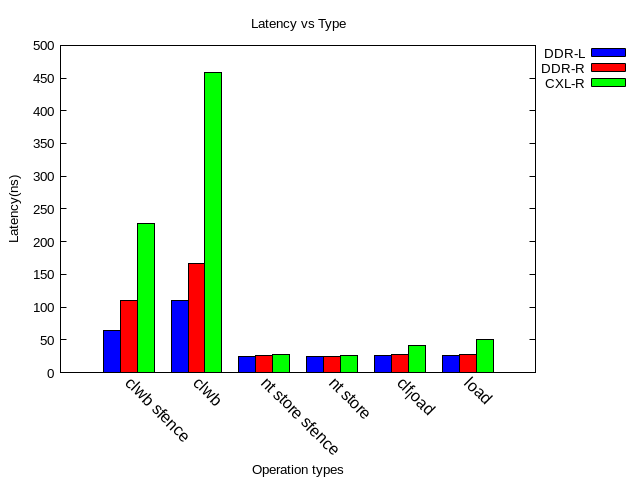 Latency vs Type
DDR-L
DDR-R
CXL-R
Latency(ns)
500
450
400
350
300
250
200
150
100
50
0
clwb sfence
clwb
nt store sfence
nt store
clfload
load
Operation types